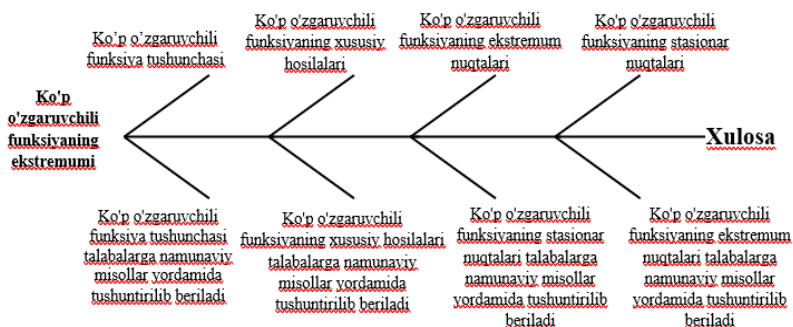 Ko’p o’zgaruvchili
funksiya tushunchasi
Ko'p o'zgaruvchili
funksiyaning xususiy
hosilalari
Ko'p o'zgaruvchili
funksiyaning ekstremum
nuqtalari
Ko'p o'zgaruvchili
funksiyaning stasionar
nuqtalari
Ko'p
o'zgaruvchili
funksiyaning
ekstremumi
Xulosa
Ko'p o'zgaruvchili
funksiya tushunchasi
talabalarga namunaviy
misollar yordamida
tushuntirilib beriladi
Ko'p o'zgaruvchili
funksiyaning xususiy hosilalari
talabalarga namunaviy
misollar yordamida
tushuntirilib beriladi
Ko'p o'zgaruvchili
funksiyaning stasionar
nuqtalari talabalarga
namunaviy misollar
yordamida tushuntirilib
beriladi
Ko'p o'zgaruvchili
funksiyaning ekstremum
nuqtalari talabalarga
namunaviy misollar
yordamida tushuntirilib
beriladi